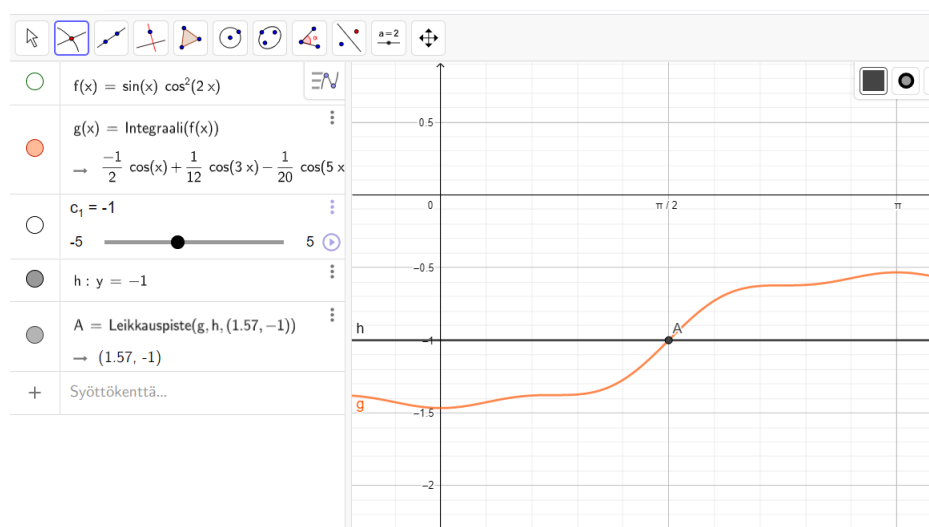 a=2
f(x) = sin(x) cos²(2 x)
g(x) = Integraali(f(x))
→ -1/2 cos(x) + 1/12 cos(3 x) − 1/20 cos(5 x
c₁ = -1
-5 5
h : y = −1
A = Leikkauspiste(g, h, (1.57, −1))
→ (1.57, -1)
+ Syöttökenttä...
0.5
0 π / 2 π
−0.5
h A
−1
g
−1.5
−2